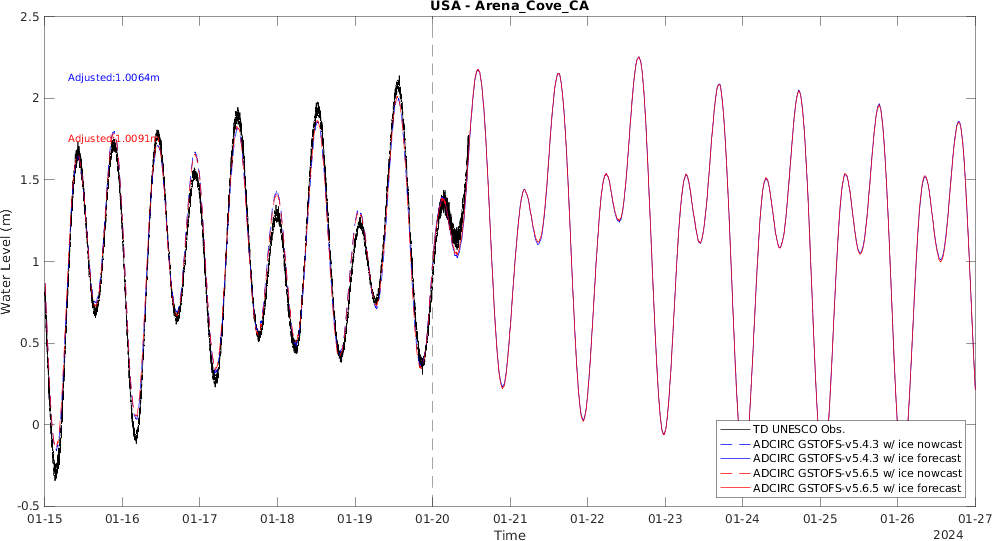 USA - Arena_Cove_CA
2.5
2
1.5
1
0.5
0
-0.5
Water Level (m)
Adjusted:1.0064m
Adjusted:1.0091m
TD UNESCO Obs.
ADCIRC GSTOFS-v5.4.3 w/ ice nowcast
ADCIRC GSTOFS-v5.4.3 w/ ice forecast
ADCIRC GSTOFS-v5.6.5 w/ ice nowcast
ADCIRC GSTOFS-v5.6.5 w/ ice forecast
01-15 01-16 01-17 01-18 01-19 01-20 01-21 01-22 01-23 01-24 01-25 01-26 01-27
Time
2024